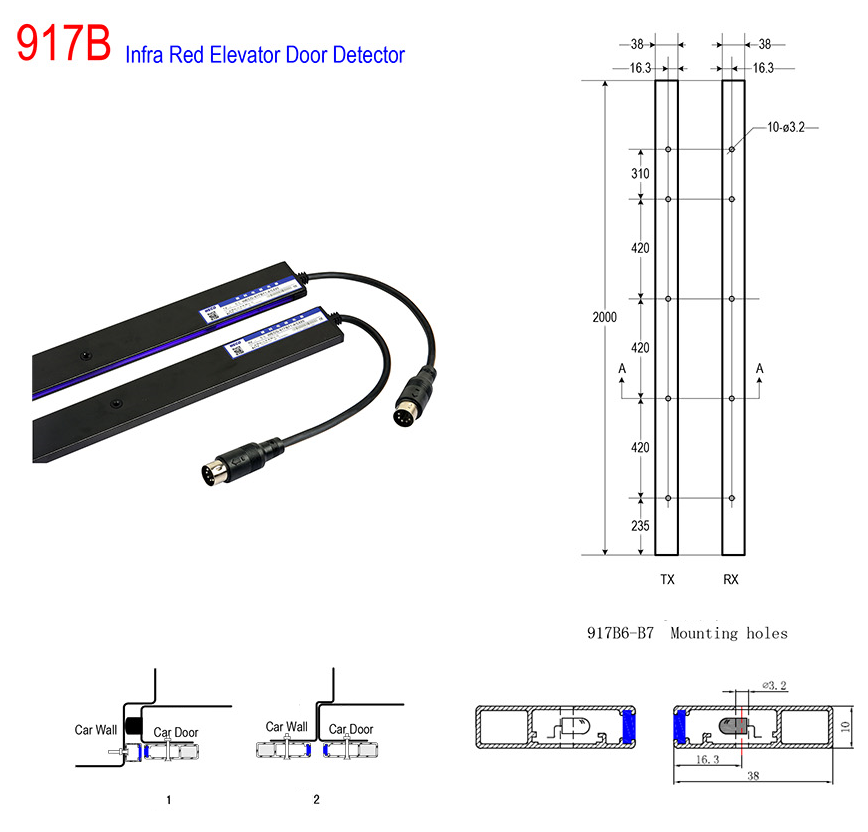 917B Infra Red Elevator Door Detector
38 38
16.3 16.3
10-ø3.2
310
420
2000
420
A A
420
235
TX RX
917B6-B7 Mounting holes
ø3.2
Car Wall Car Door
Car Wall Car Door
10
16.3
38
1 2